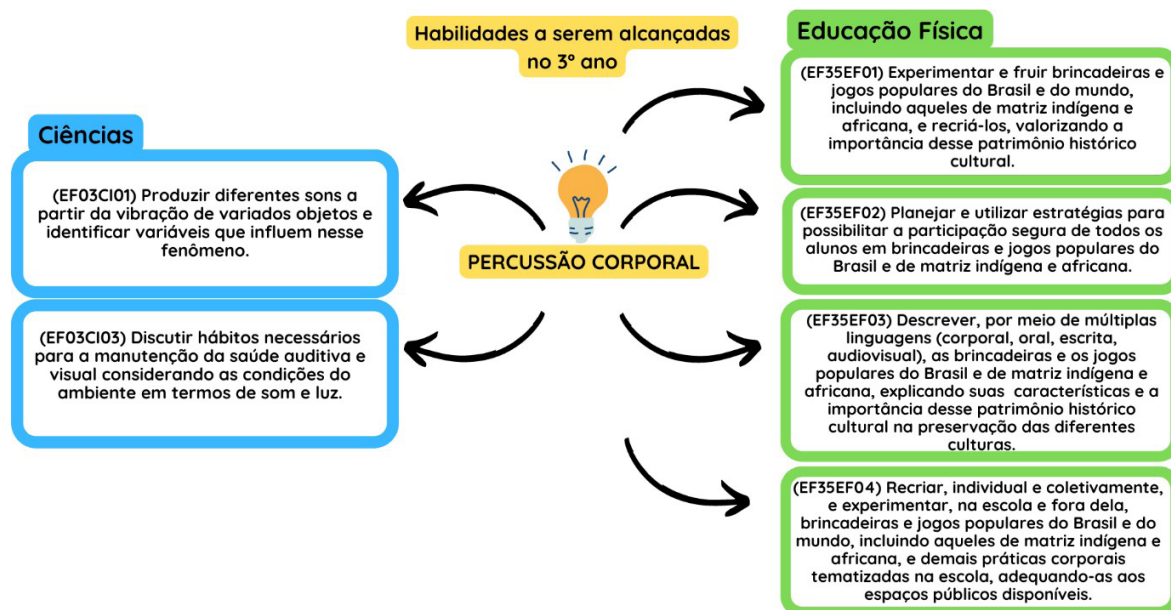 Habilidades a serem alcançadas
no 3º ano
Ciências
(EF03CI01) Produzir diferentes sons a
partir da vibração de variados objetos e
identificar variáveis que influem nesse
fenômeno.
(EF03CI03) Discutir hábitos necessários
para a manutenção da saúde auditiva e
visual considerando as condições do
ambiente em termos de som e luz.
PERCUSSÃO CORPORAL
Educação Física
(EF35EF01) Experimentar e fruir brincadeiras e
jogos populares do Brasil e do mundo,
incluindo aqueles de matriz indígena e
africana, e recriá-los, valorizando a
importância desse patrimônio histórico
cultural.
(EF35EF02) Planejar e utilizar estratégias para
possibilitar a participação segura de todos os
alunos em brincadeiras e jogos populares do
Brasil e de matriz indígena e africana.
(EF35EF03) Descrever, por meio de múltiplas
linguagens (corporal, oral, escrita,
audiovisual), as brincadeiras e os jogos
populares do Brasil e de matriz indígena e
africana, explicando suas características e a
importância desse patrimônio histórico
cultural na preservação das diferentes
culturas.
(EF35EF04) Recriar, individual e coletivamente,
e experimentar, na escola e fora dela,
brincadeiras e jogos populares do Brasil e do
mundo, incluindo aqueles de matriz indígena e
africana, e demais práticas corporais
tematizadas na escola, adequando-as aos
espaços públicos disponíveis.